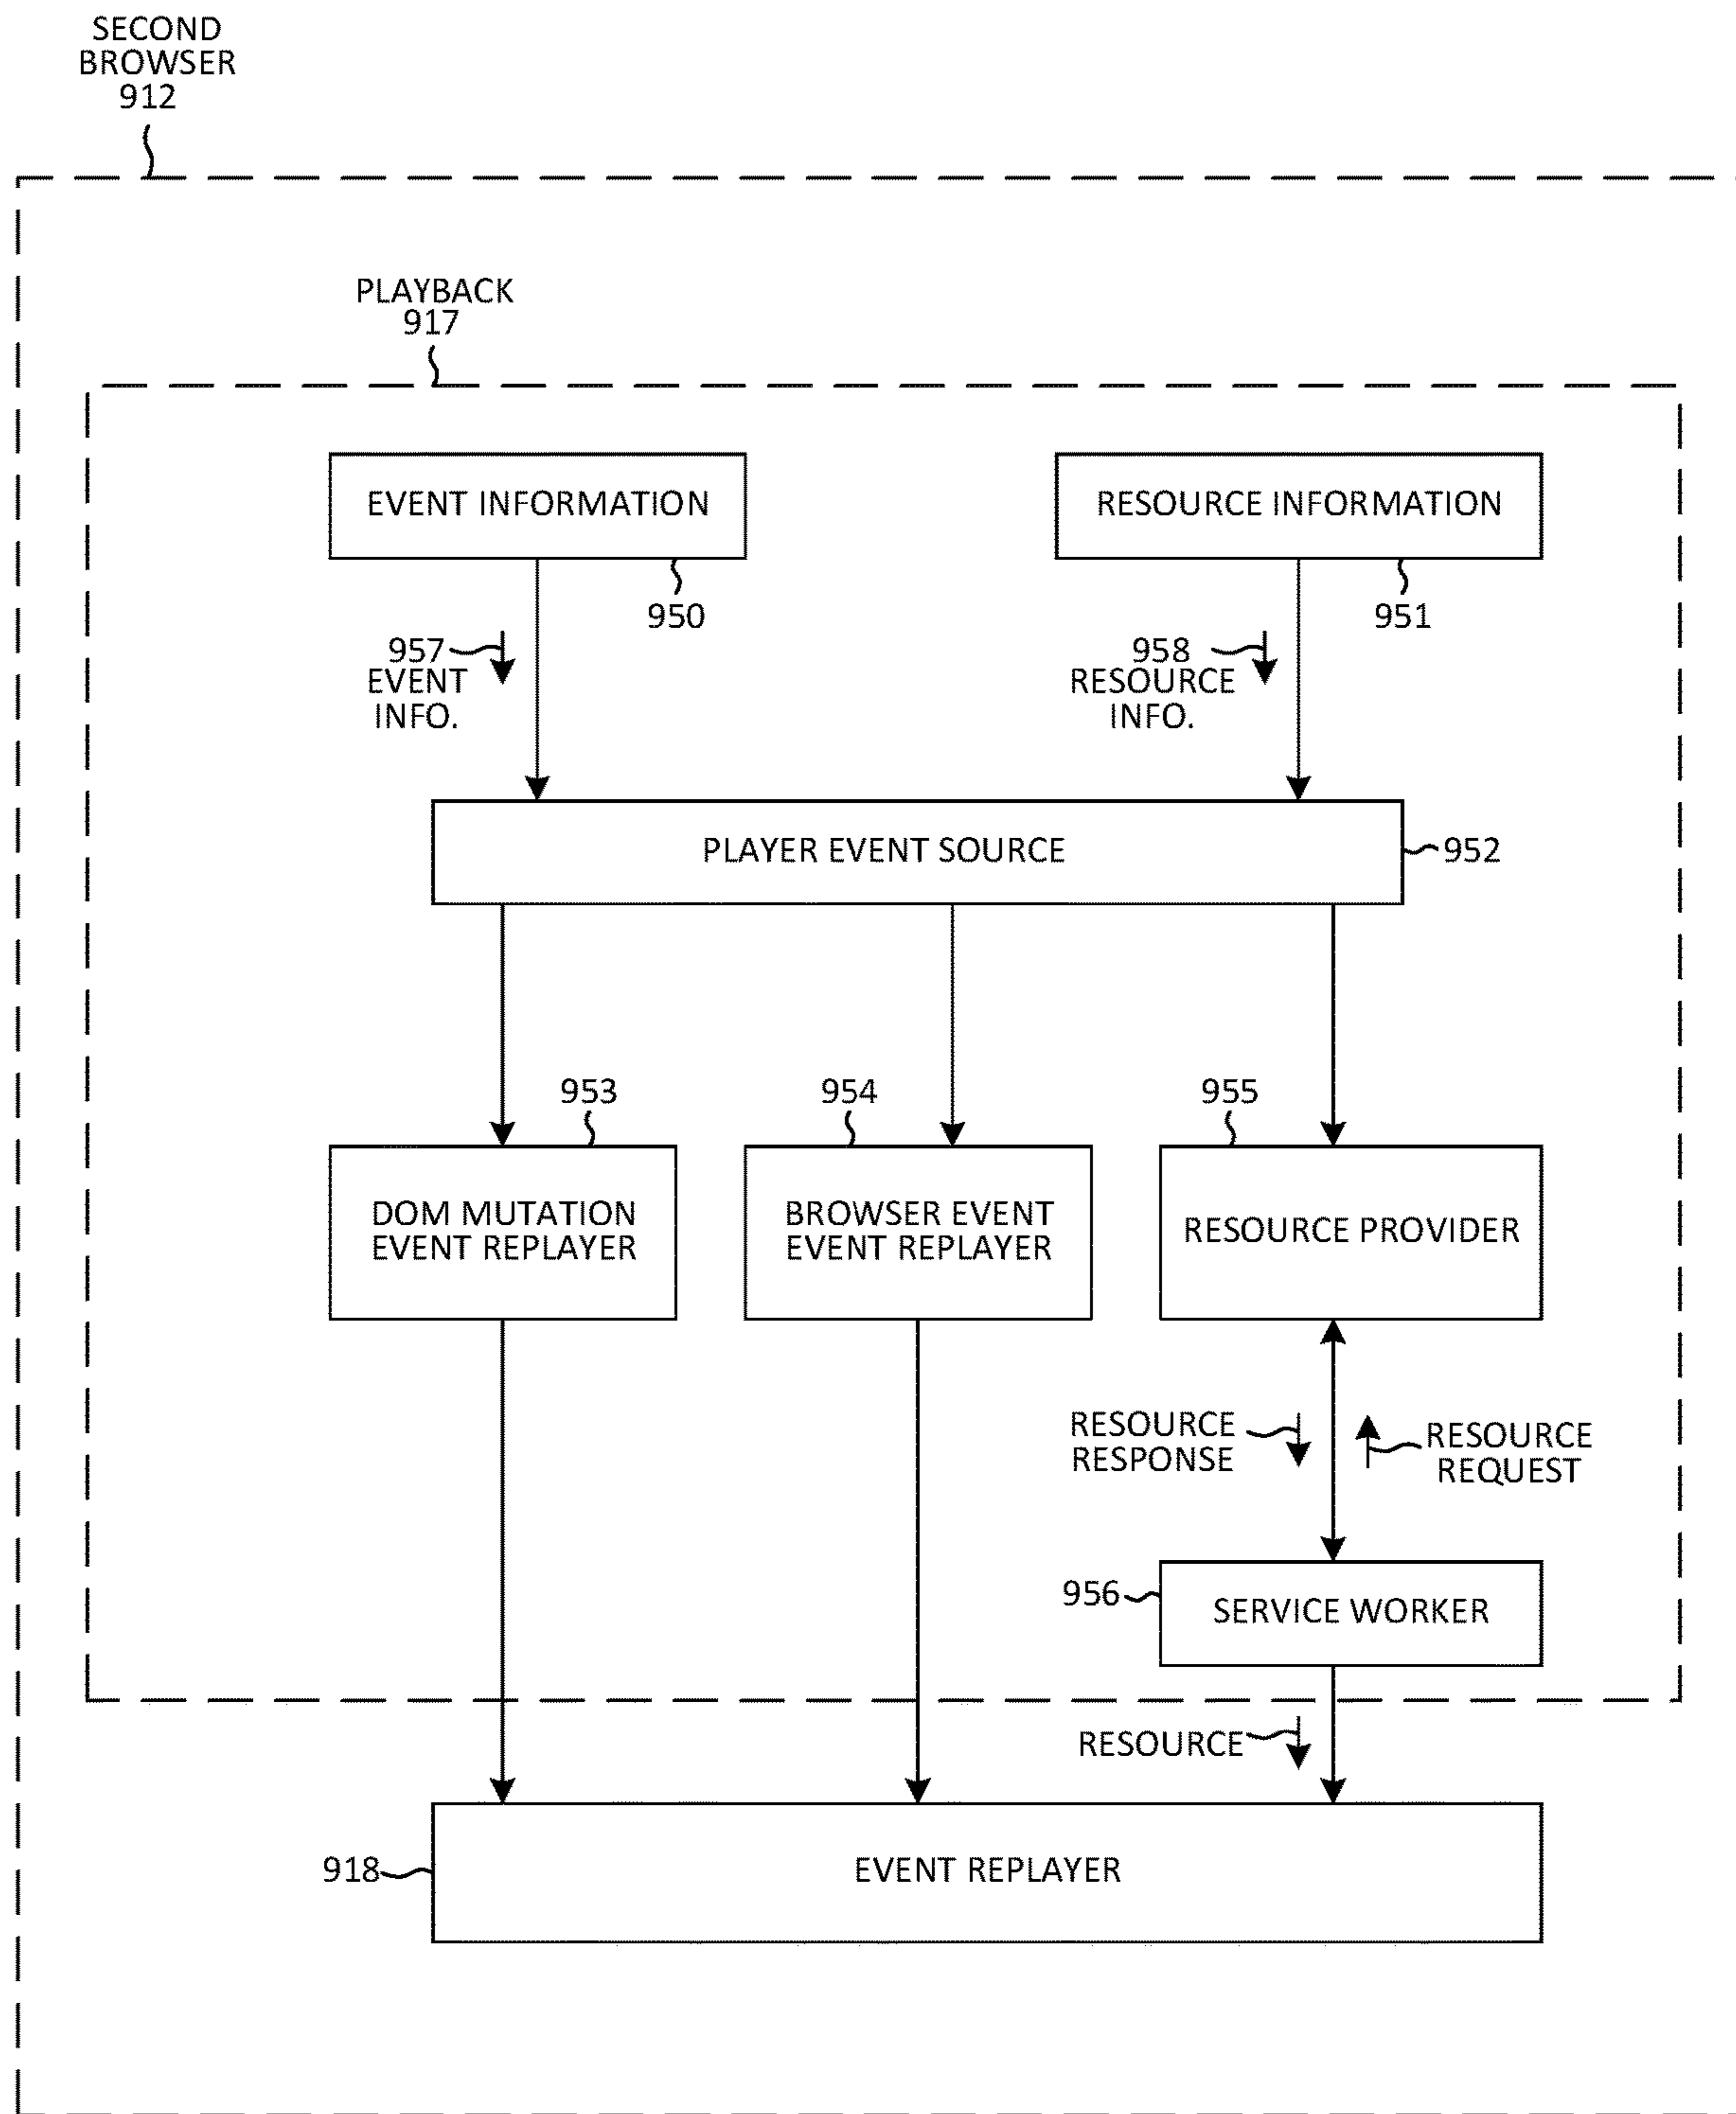 SECOND
BROWSER
912
PLAYBACK
917
EVENT INFORMATION
RESOURCE INFORMATION
950
951
957
EVENT
INFO.
958
RESOURCE
INFO.
PLAYER EVENT SOURCE
952
953
954
955
DOM MUTATION
EVENT REPLAYER
BROWSER EVENT
EVENT REPLAYER
RESOURCE PROVIDER
RESOURCE
RESPONSE
RESOURCE
REQUEST
956
SERVICE WORKER
RESOURCE
918
EVENT REPLAYER